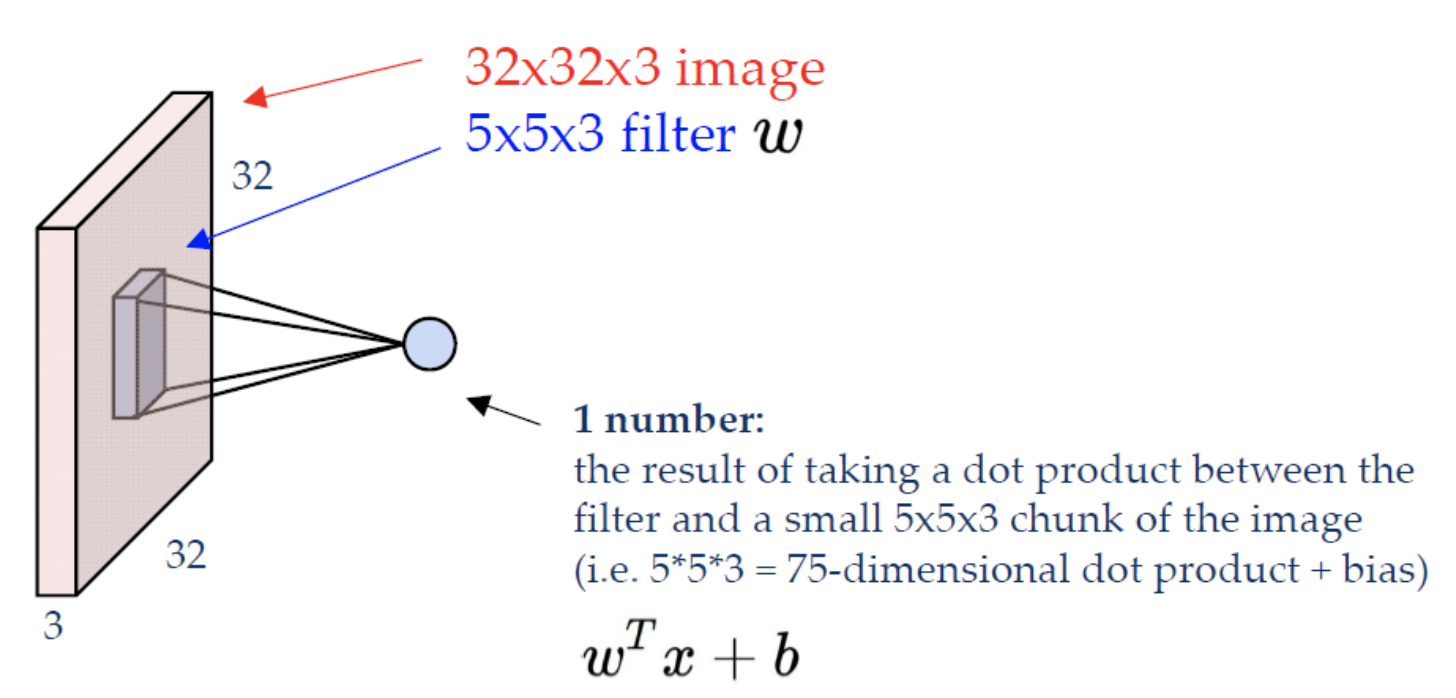 32x32x3 image
5x5x3 filter w
32
32
3
1 number:
the result of taking a dot product between the
filter and a small 5x5x3 chunk of the image
(i.e. 5*5*3 = 75-dimensional dot product + bias)
w^T x + b